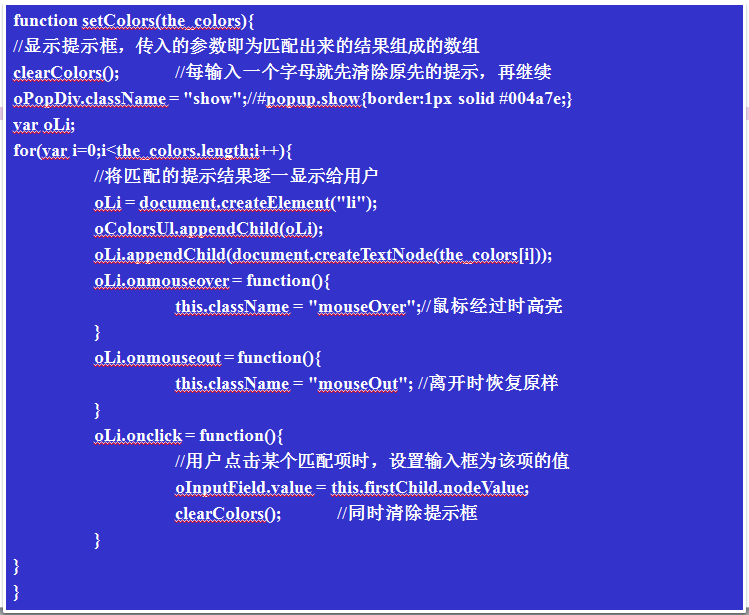 function setColors(the_colors){
//显示提示框，传入的参数即为匹配出来的结果组成的数组
clearColors(); //每输入一个字母就先清除原先的提示，再继续
oPopDiv.className = "show";//#popup.show{border:1px solid #004a7e;}
var oLi;
for(var i=0;i<the_colors.length;i++){
//将匹配的提示结果逐一显示给用户
oLi = document.createElement("li");
oColorsUl.appendChild(oLi);
oLi.appendChild(document.createTextNode(the_colors[i]));
oLi.onmouseover = function(){
this.className = "mouseOver";//鼠标经过时高亮
}
oLi.onmouseout = function(){
this.className = "mouseOut"; //离开时恢复原样
}
oLi.onclick = function(){
//用户点击某个匹配项时，设置输入框为该项的值
oInputField.value = this.firstChild.nodeValue;
clearColors(); //同时清除提示框
}
}
}